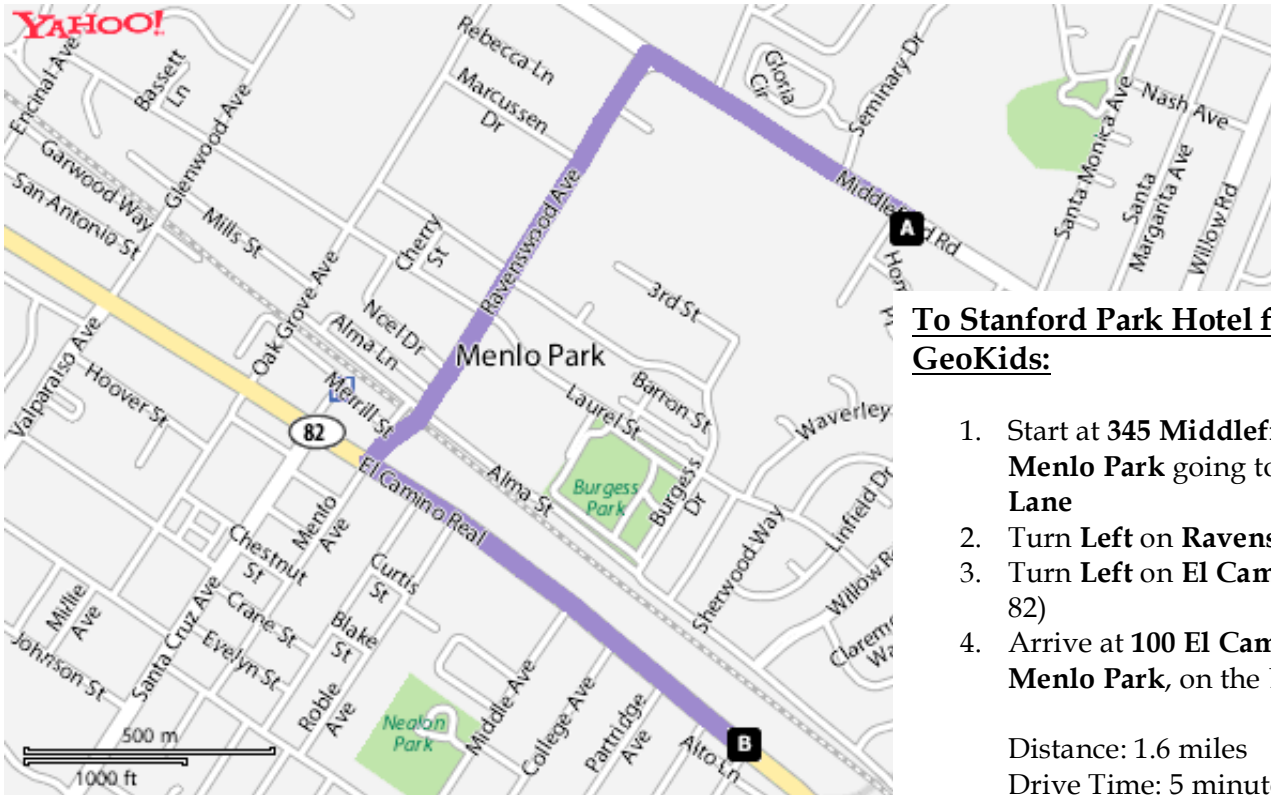 YAHOO!
Rebecca Ln
Marcussen Dr
Gloria Cir
Seminary Dr
Nash Ave
Encinal Ave
Bassett Ln
Glenwood Ave
Garwood Way
San Antonio St
Mills St
Santa Monica Ave
Santa Margarita Ave
Willow Rd
Middlefield Rd
A
Ravenswood Ave
Cherry St
Oak Grove Ave
Noel Dr
Alma Ln
3rd St
Menlo Park
Valparaiso Ave
Hoover St
Merrill St
82
Laurel St
Barron St
Waverley
El Camino Real
Alma St
Burgess Park
Burgess Dr
Linfield Dr
Sherwood Way
Willow R
Menlo Ave
Chestnut St
Curtis St
Crane St
Blake St
Evelyn St
Millie Ave
Johnson St
Santa Cruz Ave
Roble Ave
Nealon Park
Middle Ave
College Ave
Partridge Ave
Alto Ln
B
500 m
1000 ft
To Stanford Park Hotel f
GeoKids:
1. Start at 345 Middlef
Menlo Park going to
Lane
2. Turn Left on Ravens
3. Turn Left on El Cam
82)
4. Arrive at 100 El Cam
Menlo Park, on the
Distance: 1.6 miles
Drive Time: 5 minut